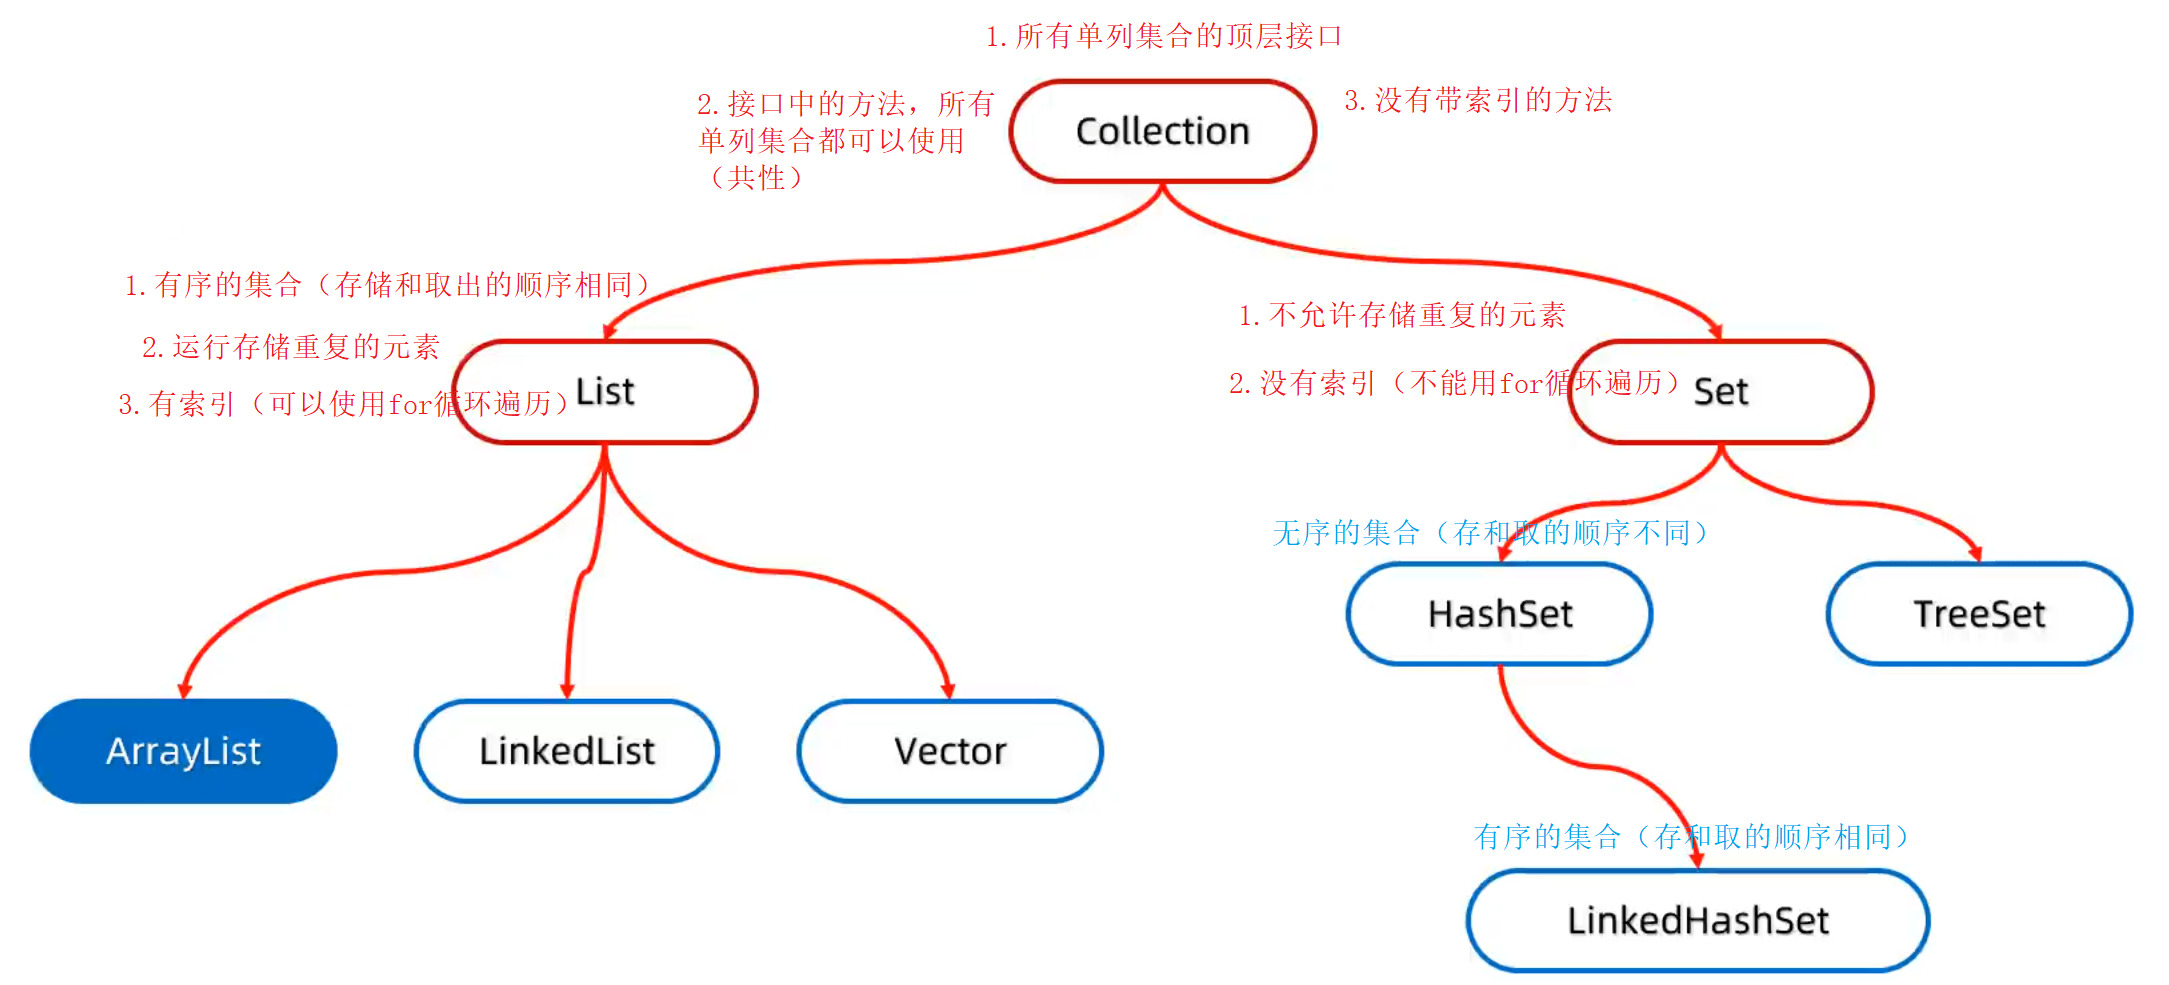 1.所有单列集合的顶层接口
2.接口中的方法，所有
单列集合都可以使用
（共性）
Collection
3.没有带索引的方法
1.有序的集合（存储和取出的顺序相同）
2.运行存储重复的元素
3.有索引（可以使用for循环遍历）
List
1.不允许存储重复的元素
2.没有索引（不能用for循环遍历）
Set
无序的集合（存和取的顺序不同）
HashSet
TreeSet
ArrayList
LinkedList
Vector
有序的集合（存和取的顺序相同）
LinkedHashSet